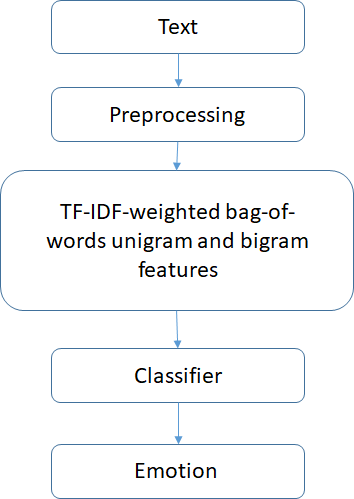 Text
Preprocessing
TF-IDF-weighted bag-of-
words unigram and bigram
features
Classifier
Emotion